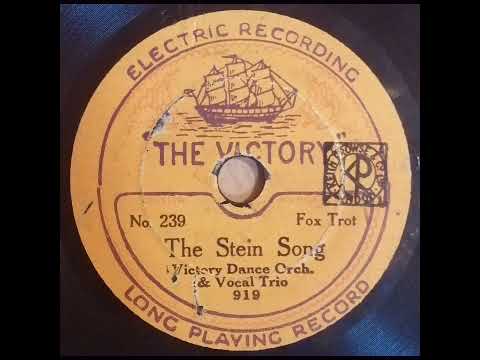 ELECTRIC RECORDING
THE VICTORY
No. 239 Fox Trot
The Stein Song
Victory Dance Orch.
& Vocal Trio
919
LONG PLAYING RECORD